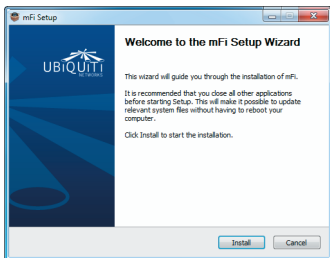 mFi Setup
Welcome to the mFi Setup Wizard
UBiQUiTi
NETWORKS
This wizard will guide you through the installation of mFi.
It is recommended that you close all other applications
before starting Setup. This will make it possible to update
relevant system files without having to reboot your
computer.
Click Install to start the installation.
Install
Cancel